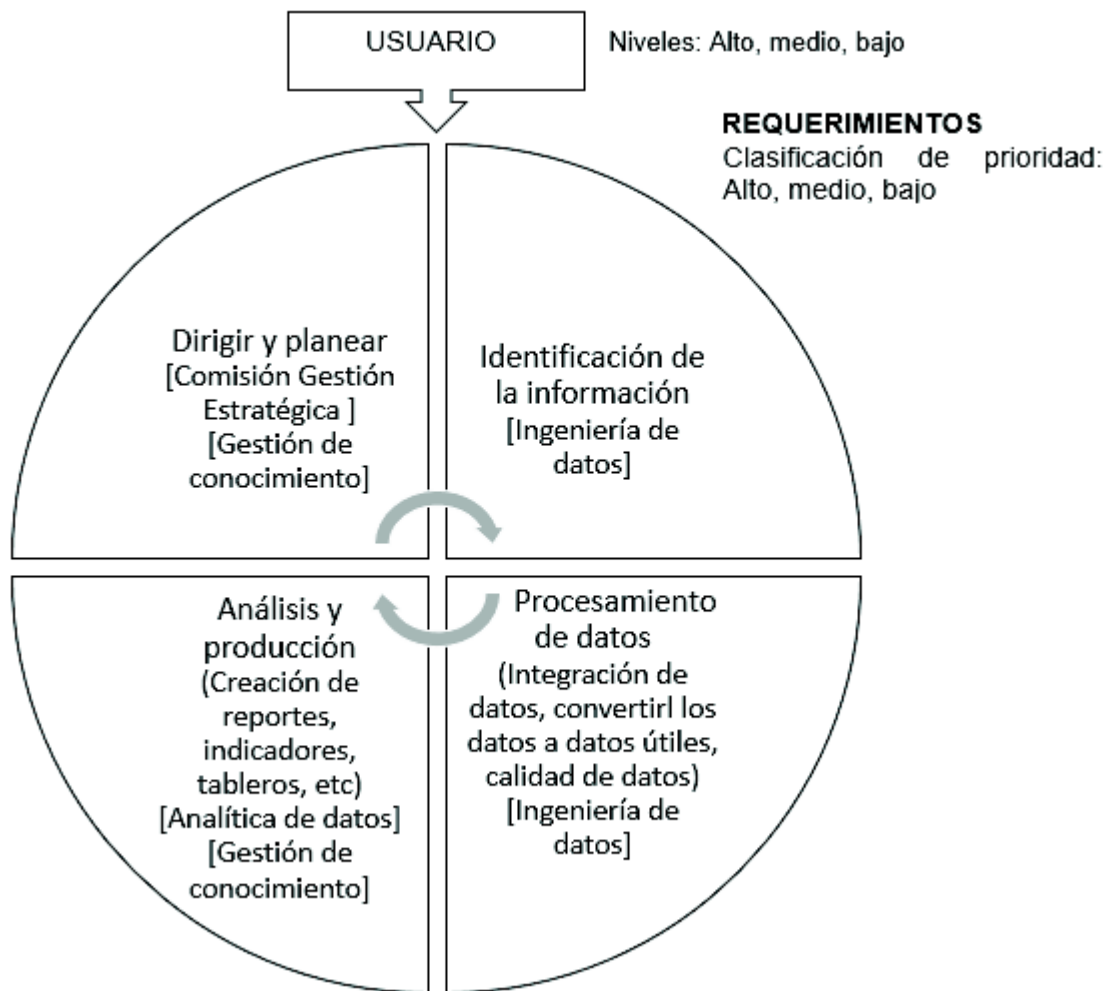 USUARIO
Niveles: Alto, medio, bajo
REQUERIMIENTOS
Clasificación de prioridad:
Alto, medio, bajo
Dirigir y planear
[Comisión Gestión
Estratégica ]
[Gestión de
conocimiento]
Identificación de
la información
[Ingeniería de
datos]
Análisis y
producción
(Creación de
reportes,
indicadores,
tableros, etc)
[Analítica de datos]
[Gestión de
conocimiento]
Procesamiento
de datos
(Integración de
datos, convertirl los
datos a datos útiles,
calidad de datos)
[Ingeniería de
datos]